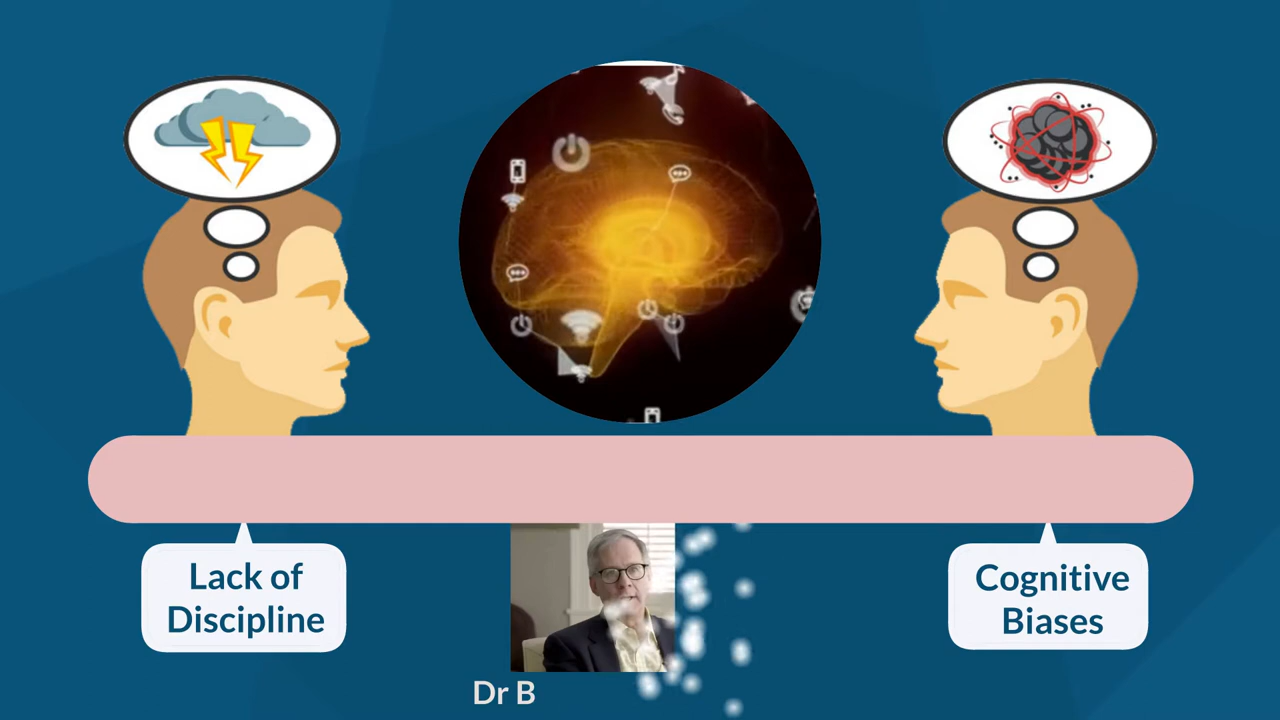 Lack of
Discipline
Cognitive
Biases
Dr B